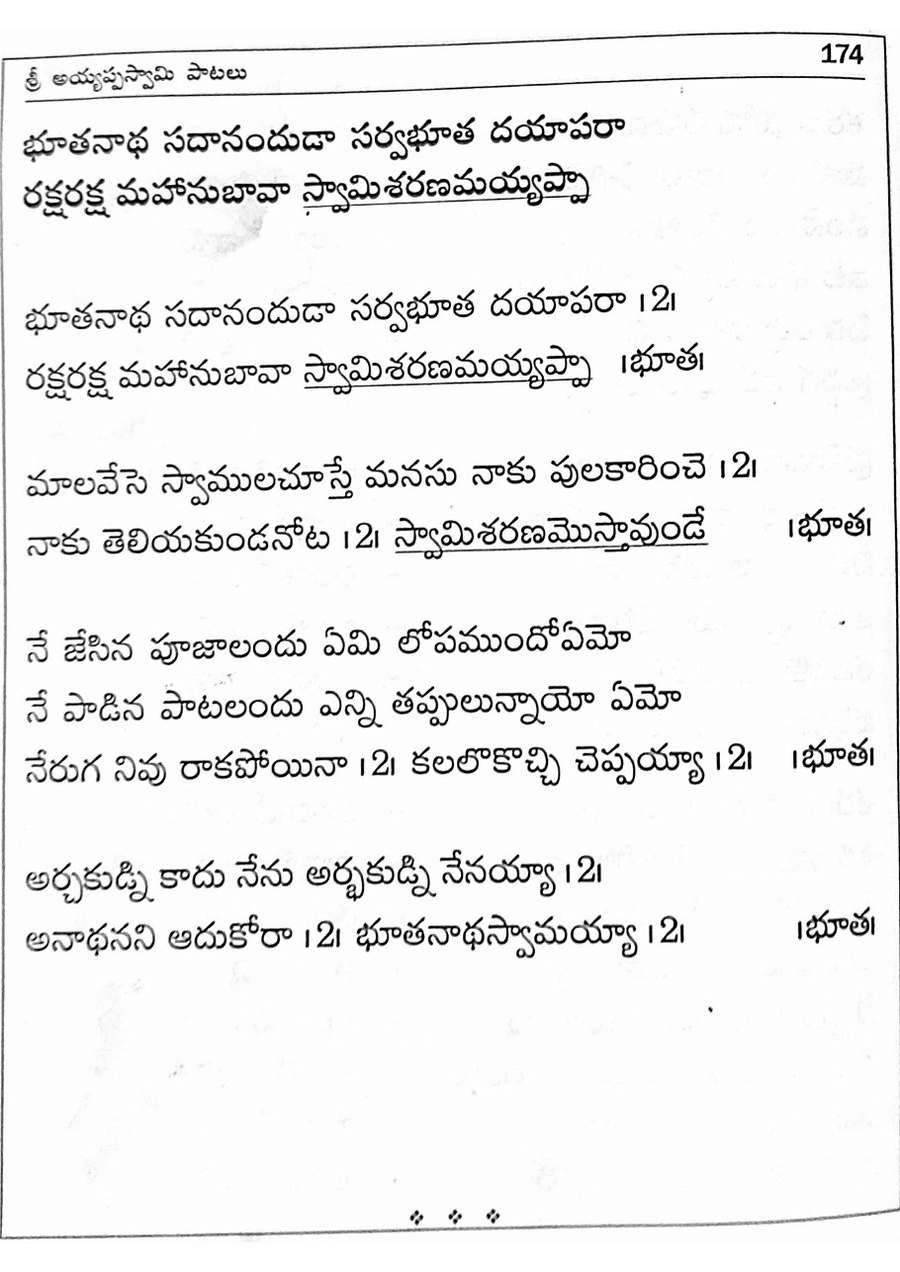 శ్రీ అయ్యప్పస్వామి పాటలు 174
భూతనాథ సదానందుడా సర్వభూత దయాపరా
రక్షరక్ష మహానుబావా స్వామిశరణమయ్యప్పా
భూతనాథ సదానందుడా సర్వభూత దయాపరా ।2।
రక్షరక్ష మహానుబావా స్వామిశరణమయ్యప్పా ।భూత।
మాలవేసె స్వాములచూస్తే మనసు నాకు పులకారించె ।2।
నాకు తెలియకుండనోట ।2। స్వామిశరణమొస్తావుండే ।భూత।
నే జేసిన పూజాలందు ఏమి లోపముందోఏమో
నే పాడిన పాటలందు ఎన్ని తప్పులున్నాయో ఏమో
నేరుగ నివు రాకపోయినా ।2। కలలొకొచ్చి చెప్పయ్యా ।2। ।భూత।
అర్చకుడ్ని కాదు నేను అర్భకుడ్ని నేనయ్యా ।2।
అనాథనని ఆదుకోరా ।2। భూతనాథస్వామయ్యా ।2। ।భూత।